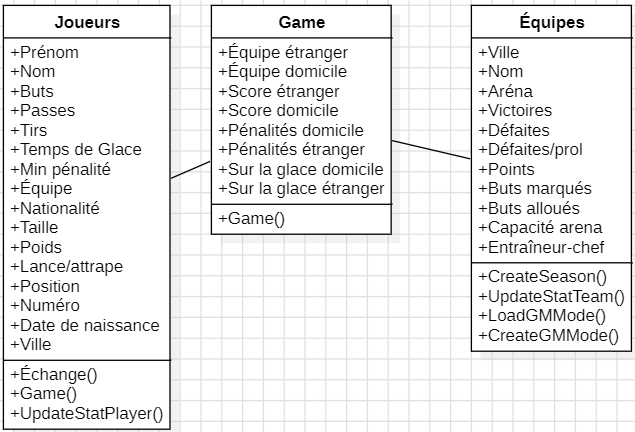 Joueurs
+Prénom
+Nom
+Buts
+Passes
+Tirs
+Temps de Glace
+Min pénalité
+Équipe
+Nationalité
+Taille
+Poids
+Lance/attrape
+Position
+Numéro
+Date de naissance
+Ville
+Échange()
+Game()
+UpdateStatPlayer()
Game
+Équipe étranger
+Équipe domicile
+Score étranger
+Score domicile
+Pénalités domicile
+Pénalités étranger
+Sur la glace domicile
+Sur la glace étranger
+Game()
Équipes
+Ville
+Nom
+Aréna
+Victoires
+Défaites
+Défaites/prol
+Points
+Buts marqués
+Buts alloués
+Capacité arena
+Entraîneur-chef
+CreateSeason()
+UpdateStatTeam()
+LoadGMMode()
+CreateGMMode()